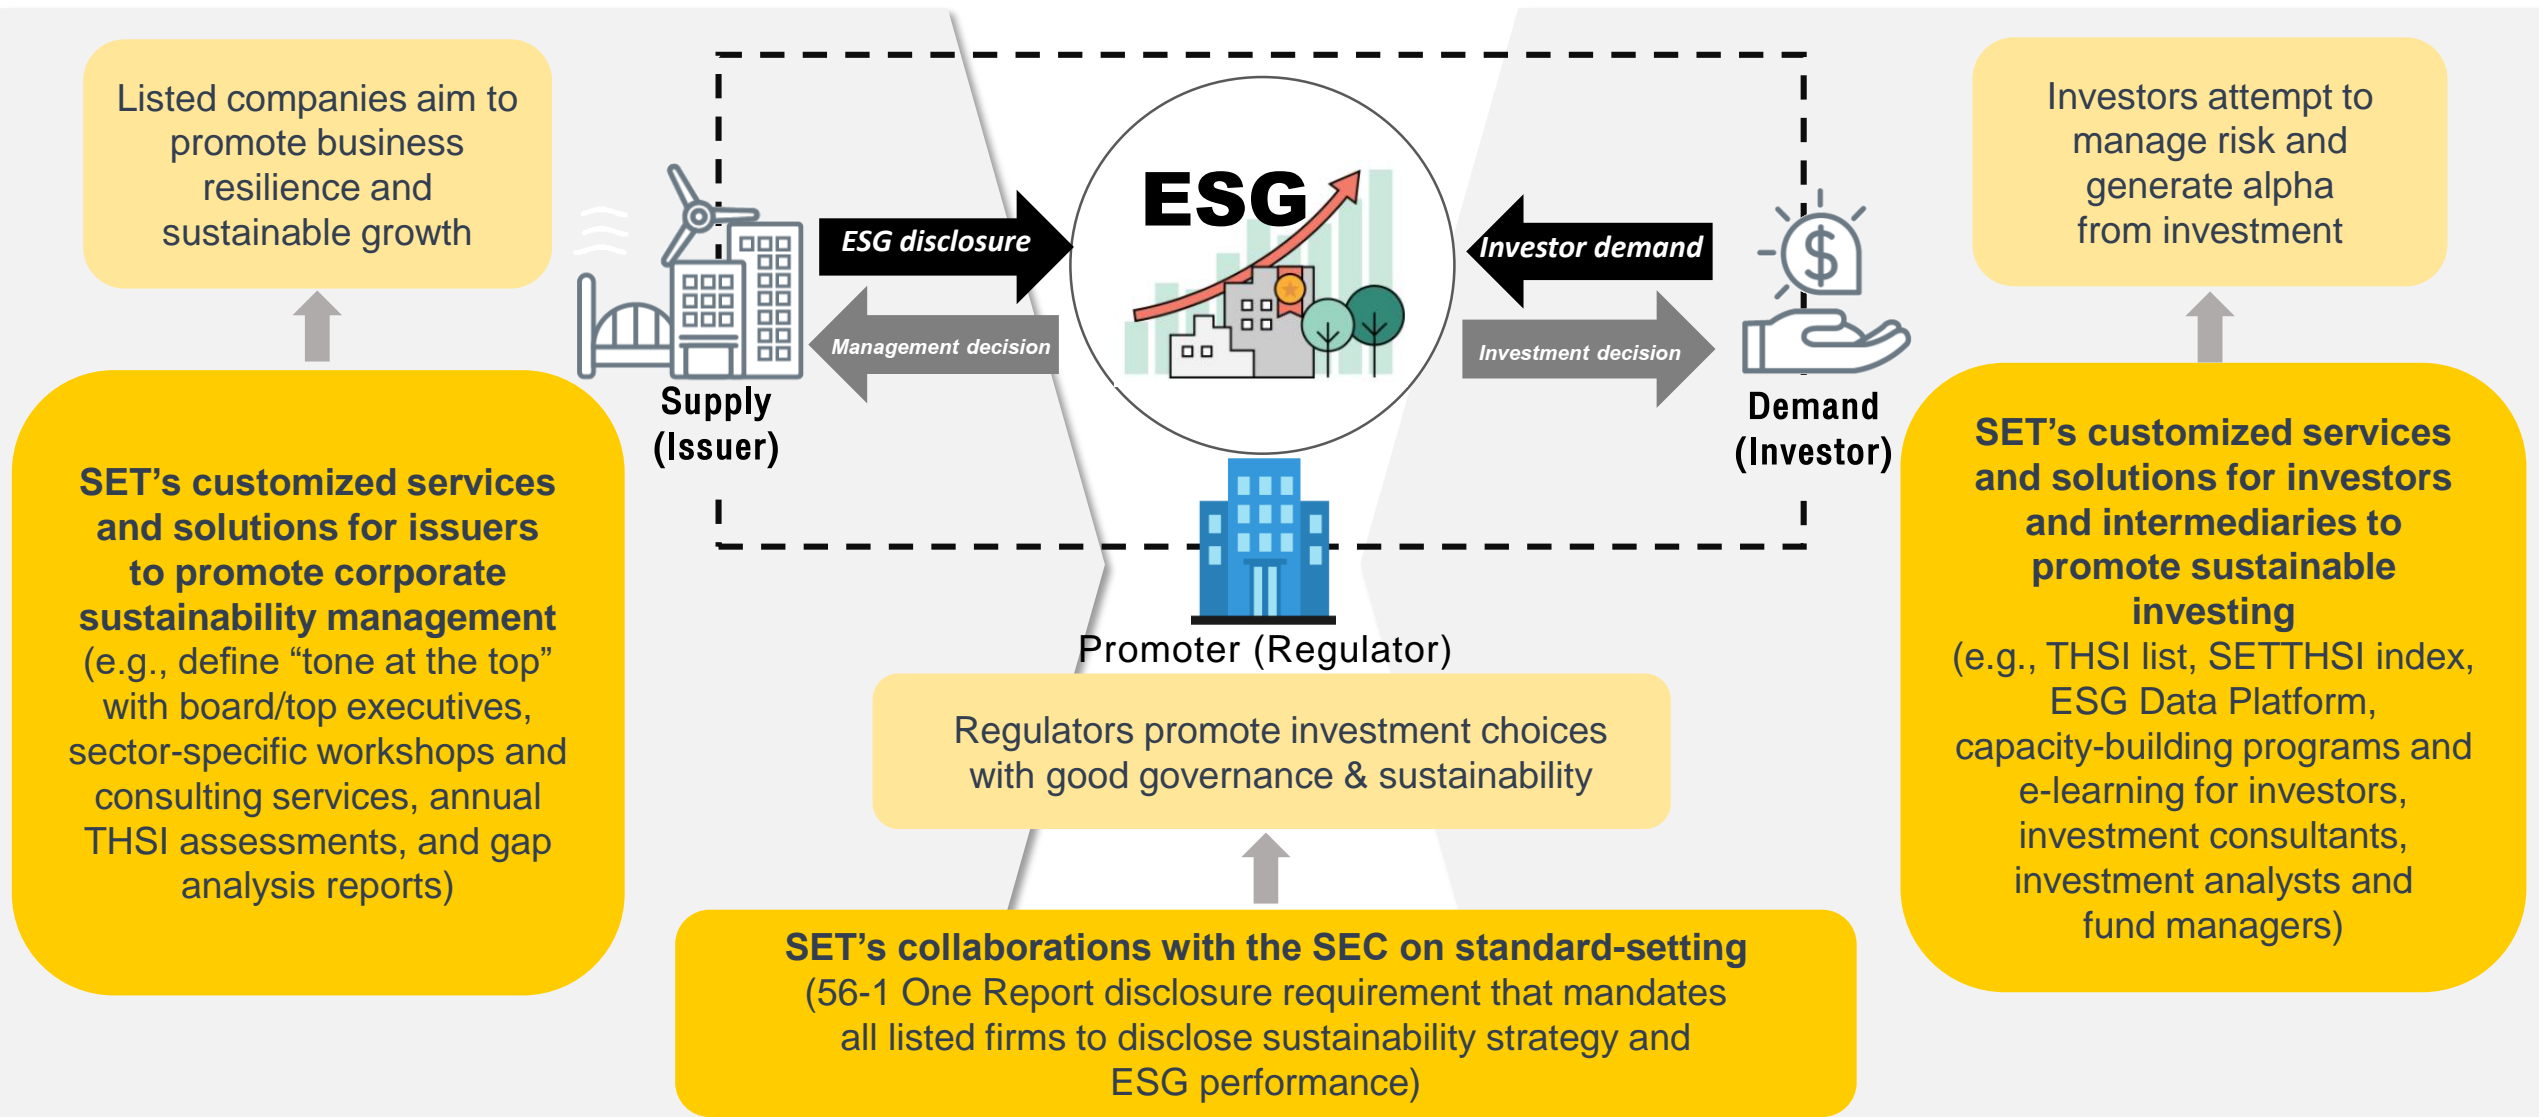 Listed companies aim to
promote business
resilience and
sustainable growth
SET’s customized services
and solutions for issuers
to promote corporate
sustainability management
(e.g., define “tone at the top”
with board/top executives,
sector-specific workshops and
consulting services, annual
THSI assessments, and gap
analysis reports)
Supply
(Issuer)
ESG disclosure
Management decision
ESG
Investor demand
Investment decision
$
Demand
(Investor)
Promoter (Regulator)
Regulators promote investment choices
with good governance & sustainability
SET’s collaborations with the SEC on standard-setting
(56-1 One Report disclosure requirement that mandates
all listed firms to disclose sustainability strategy and
ESG performance)
Investors attempt to
manage risk and
generate alpha
from investment
SET’s customized services
and solutions for investors
and intermediaries to
promote sustainable
investing
(e.g., THSI list, SETTHSI index,
ESG Data Platform,
capacity-building programs and
e-learning for investors,
investment consultants,
investment analysts and
fund managers)